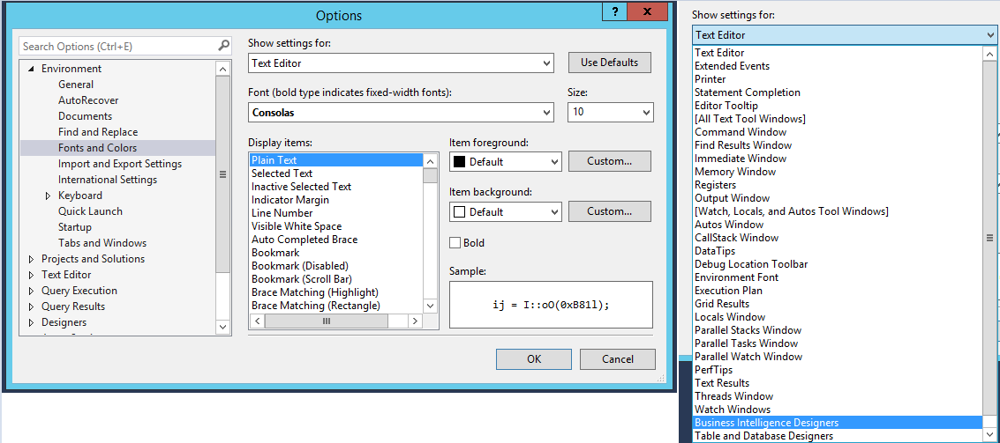 Options
?
x
Search Options (Ctrl+E)
Environment
General
AutoRecover
Documents
Find and Replace
Fonts and Colors
Import and Export Settings
International Settings
Keyboard
Quick Launch
Startup
Tabs and Windows
Projects and Solutions
Text Editor
Query Execution
Query Results
Designers
Show settings for:
Text Editor
Use Defaults
Font (bold type indicates fixed-width fonts):
Size:
Consolas
10
Display items:
Plain Text
Selected Text
Inactive Selected Text
Indicator Margin
Line Number
Visible White Space
Auto Completed Brace
Bookmark
Bookmark (Disabled)
Bookmark (Scroll Bar)
Brace Matching (Highlight)
Brace Matching (Rectangle)
Item foreground:
Default
Custom...
Item background:
Default
Custom...
Bold
Sample:
ij = I::oO(0xB81l);
OK
Cancel
Show settings for:
Text Editor
Text Editor
Extended Events
Printer
Statement Completion
Editor Tooltip
[All Text Tool Windows]
Command Window
Find Results Window
Immediate Window
Memory Window
Registers
Output Window
[Watch, Locals, and Autos Tool Windows]
Autos Window
CallStack Window
DataTips
Debug Location Toolbar
Environment Font
Execution Plan
Grid Results
Locals Window
Parallel Stacks Window
Parallel Tasks Window
Parallel Watch Window
PerfTips
Text Results
Threads Window
Watch Windows
Business Intelligence Designers
Table and Database Designers